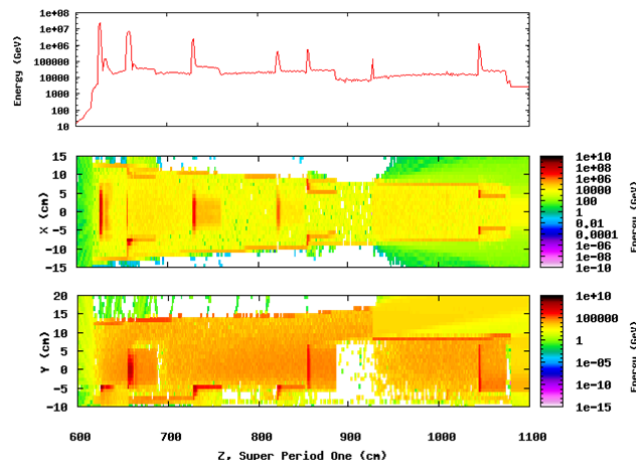 1e+08
1e+07
1e+06
100000
10000
1000
100
10
Energy (GeV)
15
10
5
0
-5
-10
-15
X (cm)
1e+10
1e+08
1e+06
10000
100
1
0.01
0.0001
1e-06
1e-08
1e-10
Energy (GeV)
20
15
10
5
0
-5
-10
Y (cm)
1e+10
100000
1
1e-05
1e-10
1e-15
Energy (GeV)
600 700 800 900 1000 1100
Z, Super Period One (cm)